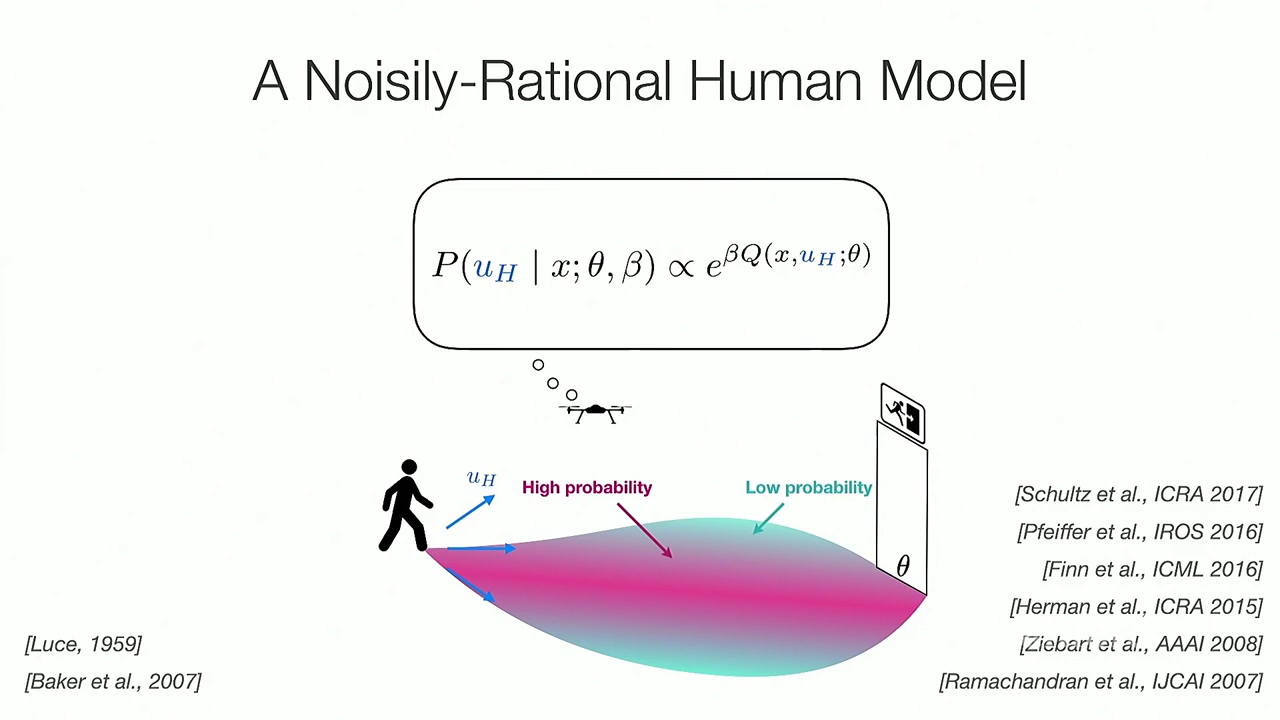 A Noisily-Rational Human Model
P(u_H | x; θ, β) ∝ e^{βQ(x,u_H;θ)}
u_H
High probability
Low probability
θ
[Schultz et al., ICRA 2017]
[Pfeiffer et al., IROS 2016]
[Finn et al., ICML 2016]
[Herman et al., ICRA 2015]
[Ziebart et al., AAAI 2008]
[Ramachandran et al., IJCAI 2007]
[Luce, 1959]
[Baker et al., 2007]